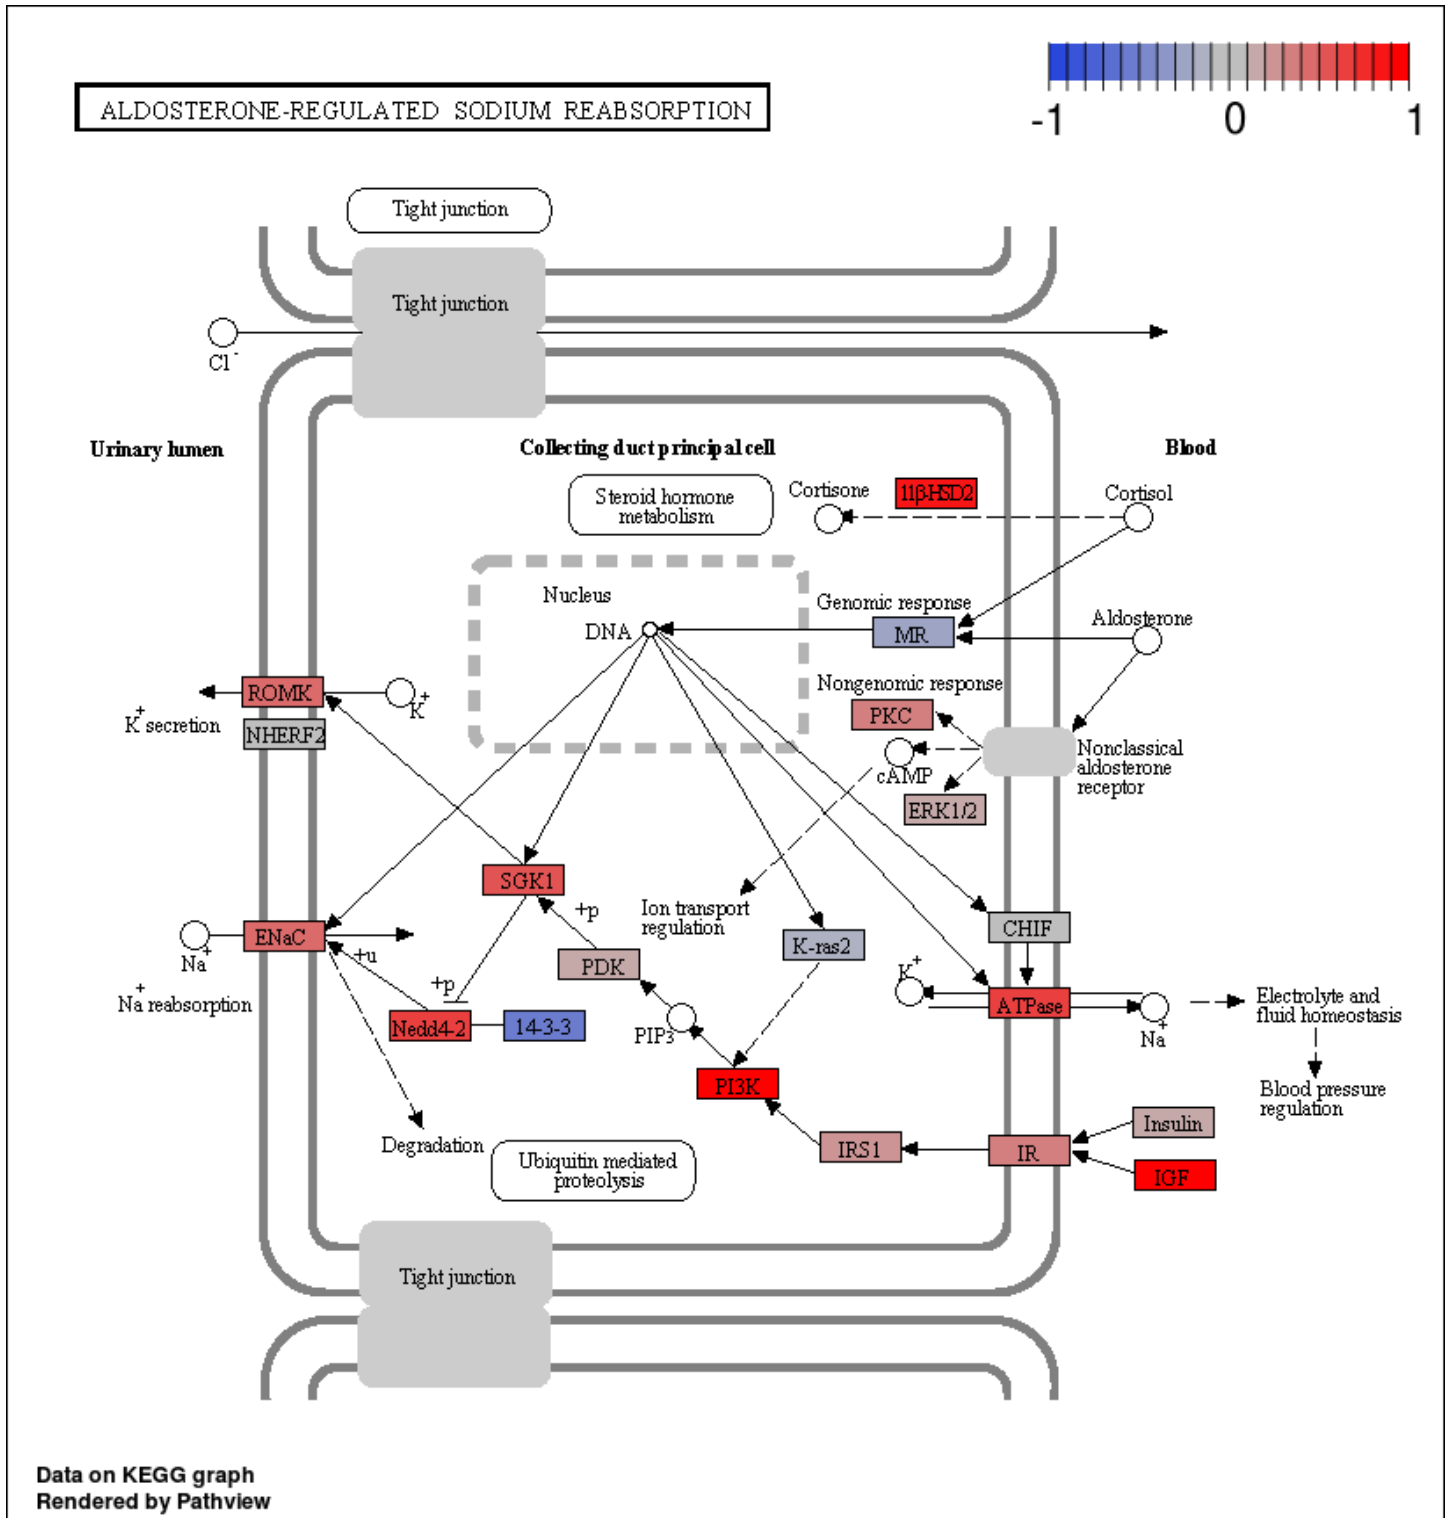 -1
0
1
ALDOSTERONE-REGULATED SODIUM REABSORPTION
Tight junction
Tight junction
Cl-
Urinary lumen
Collecting duct principal cell
Blood
Steroid hormone
metabolism
Cortisone
11β-HSD2
Cortisol
Nucleus
DNA
Genomic response
MR
Aldosterone
ROMK
K+
K+ secretion
NHERF2
Nongenomic response
PKC
cAMP
ERK1/2
Nonclassical
aldosterone
receptor
SGK1
+p
Ion transport
regulation
K-ras2
CHIF
ENaC
Na+
+u
Na+ reabsorption
PDK
+p
Nedd4-2
14-3-3
PIP3
K+
ATPase
Na+
Electrolyte and
fluid homeostasis
Blood pressure
regulation
PI3K
Degradation
Ubiquitin mediated
proteolysis
IRS1
IR
Insulin
IGF
Tight junction
Data on KEGG graph
Rendered by Pathview